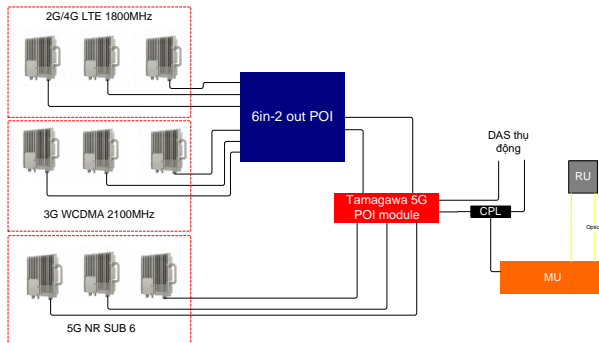 2G/4G LTE 1800MHz
6in-2 out POI
3G WCDMA 2100MHz
DAS thụ
động
RU
Tamagawa 5G
POI module
CPL
Optic
MU
5G NR SUB 6